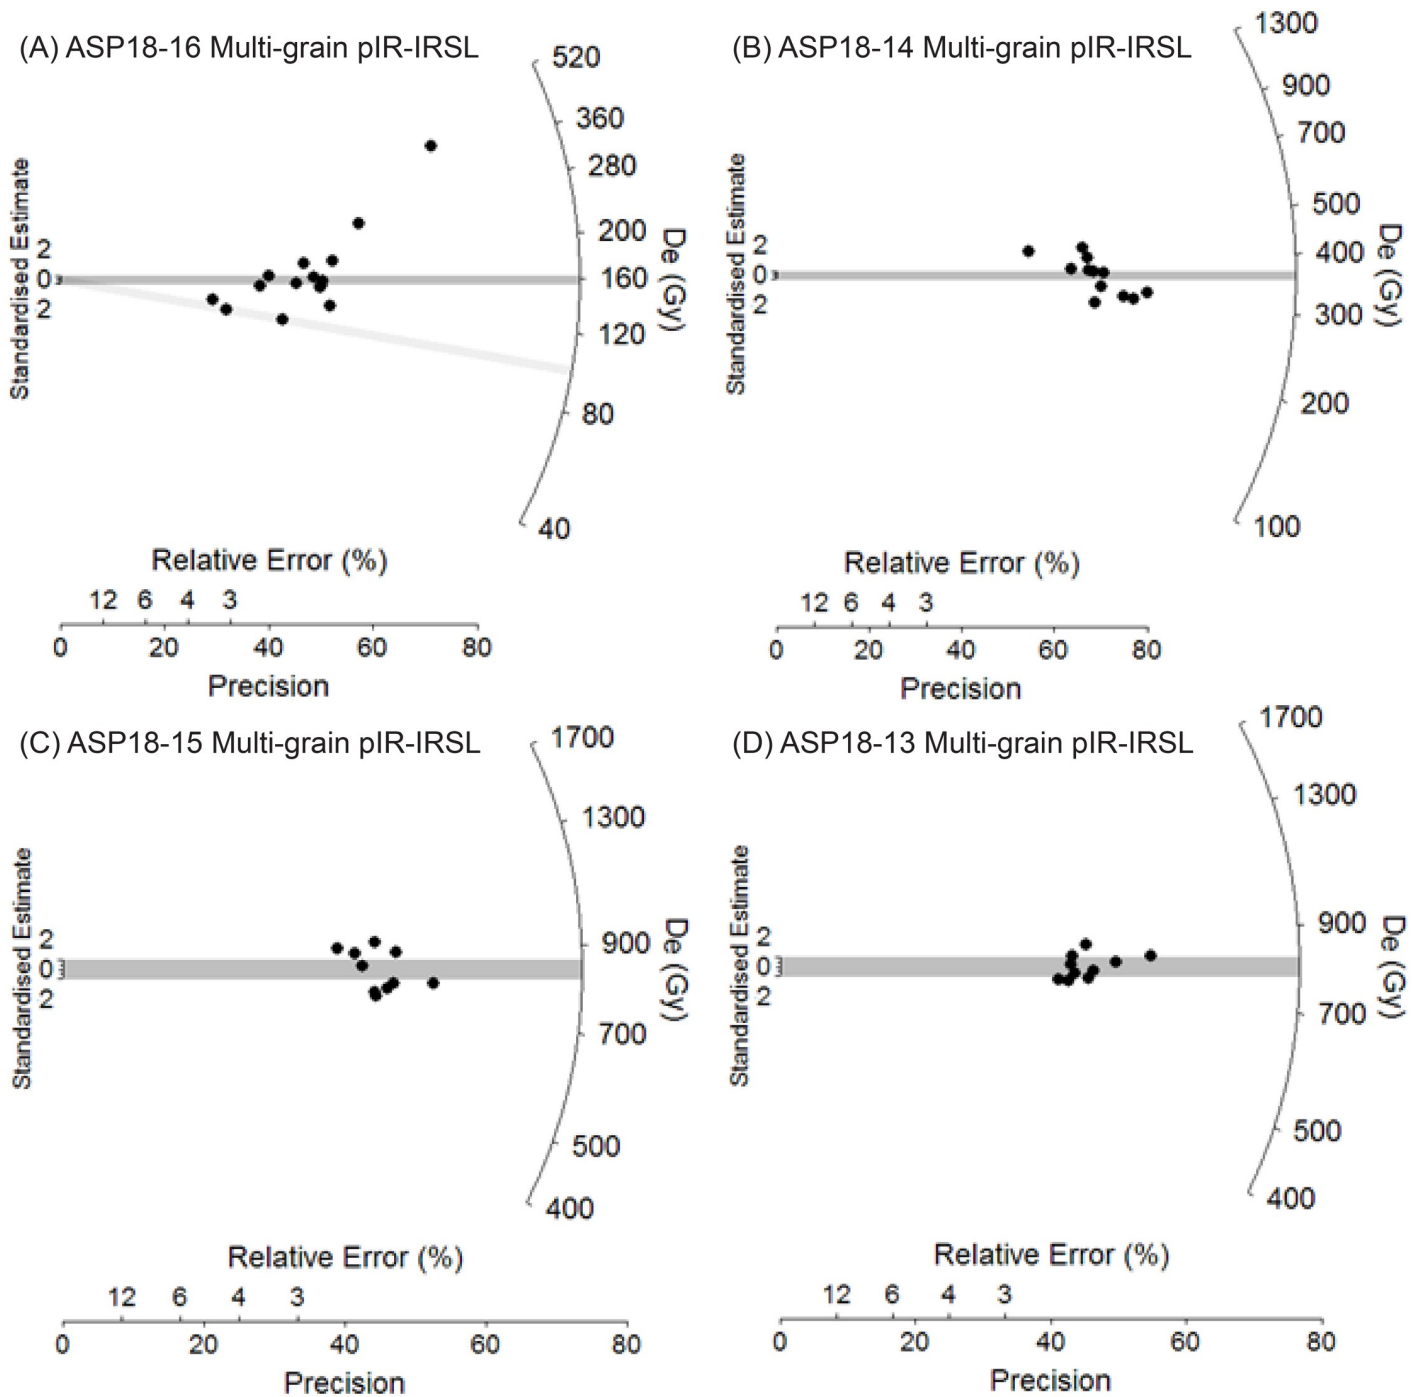 (A) ASP18-16 Multi-grain pIR-IRSL
520
360
280
200
160
120
80
40
De (Gy)
Standardised Estimate
2
0
2
Relative Error (%)
12 6 4 3
0 20 40 60 80
Precision
(B) ASP18-14 Multi-grain pIR-IRSL
1300
900
700
500
400
300
200
100
De (Gy)
Standardised Estimate
2
0
2
Relative Error (%)
12 6 4 3
0 20 40 60 80
Precision
(C) ASP18-15 Multi-grain pIR-IRSL
1700
1300
900
700
500
400
De (Gy)
Standardised Estimate
2
0
2
Relative Error (%)
12 6 4 3
0 20 40 60 80
Precision
(D) ASP18-13 Multi-grain pIR-IRSL
1700
1300
900
700
500
400
De (Gy)
Standardised Estimate
2
0
2
Relative Error (%)
12 6 4 3
0 20 40 60 80
Precision